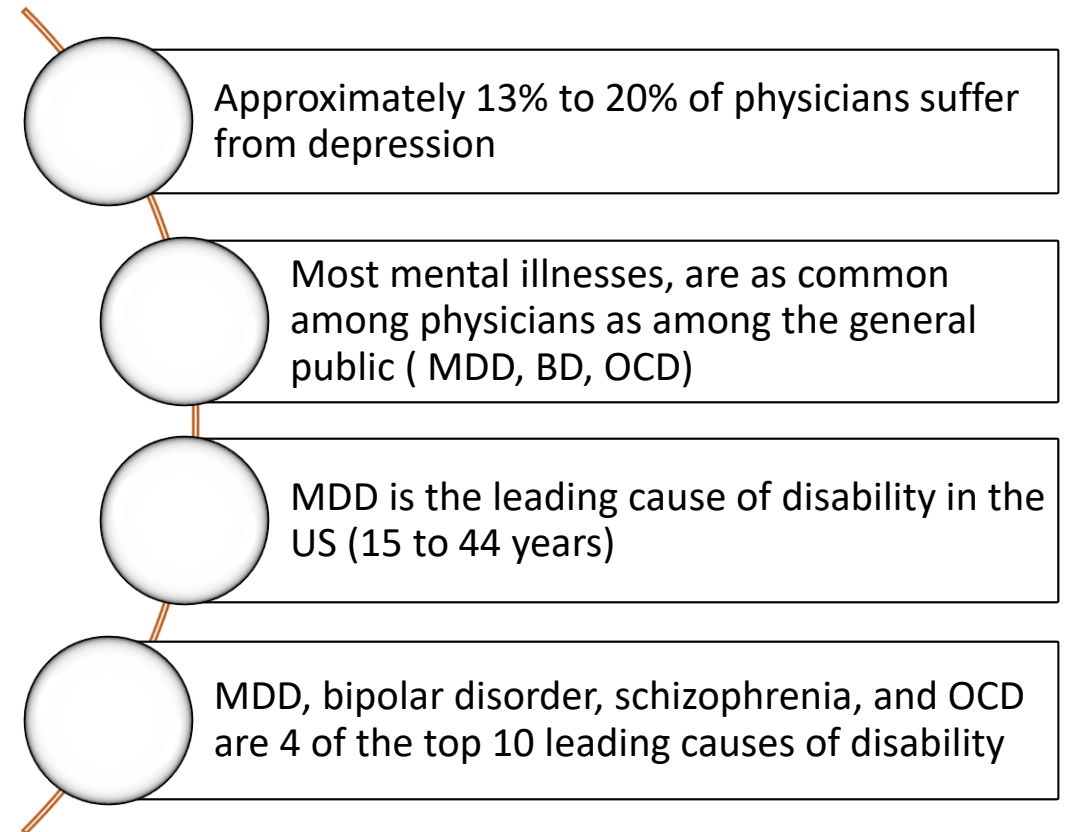 Approximately 13% to 20% of physicians suffer
from depression
Most mental illnesses, are as common
among physicians as among the general
public ( MDD, BD, OCD)
MDD is the leading cause of disability in the
US (15 to 44 years)
MDD, bipolar disorder, schizophrenia, and OCD
are 4 of the top 10 leading causes of disability